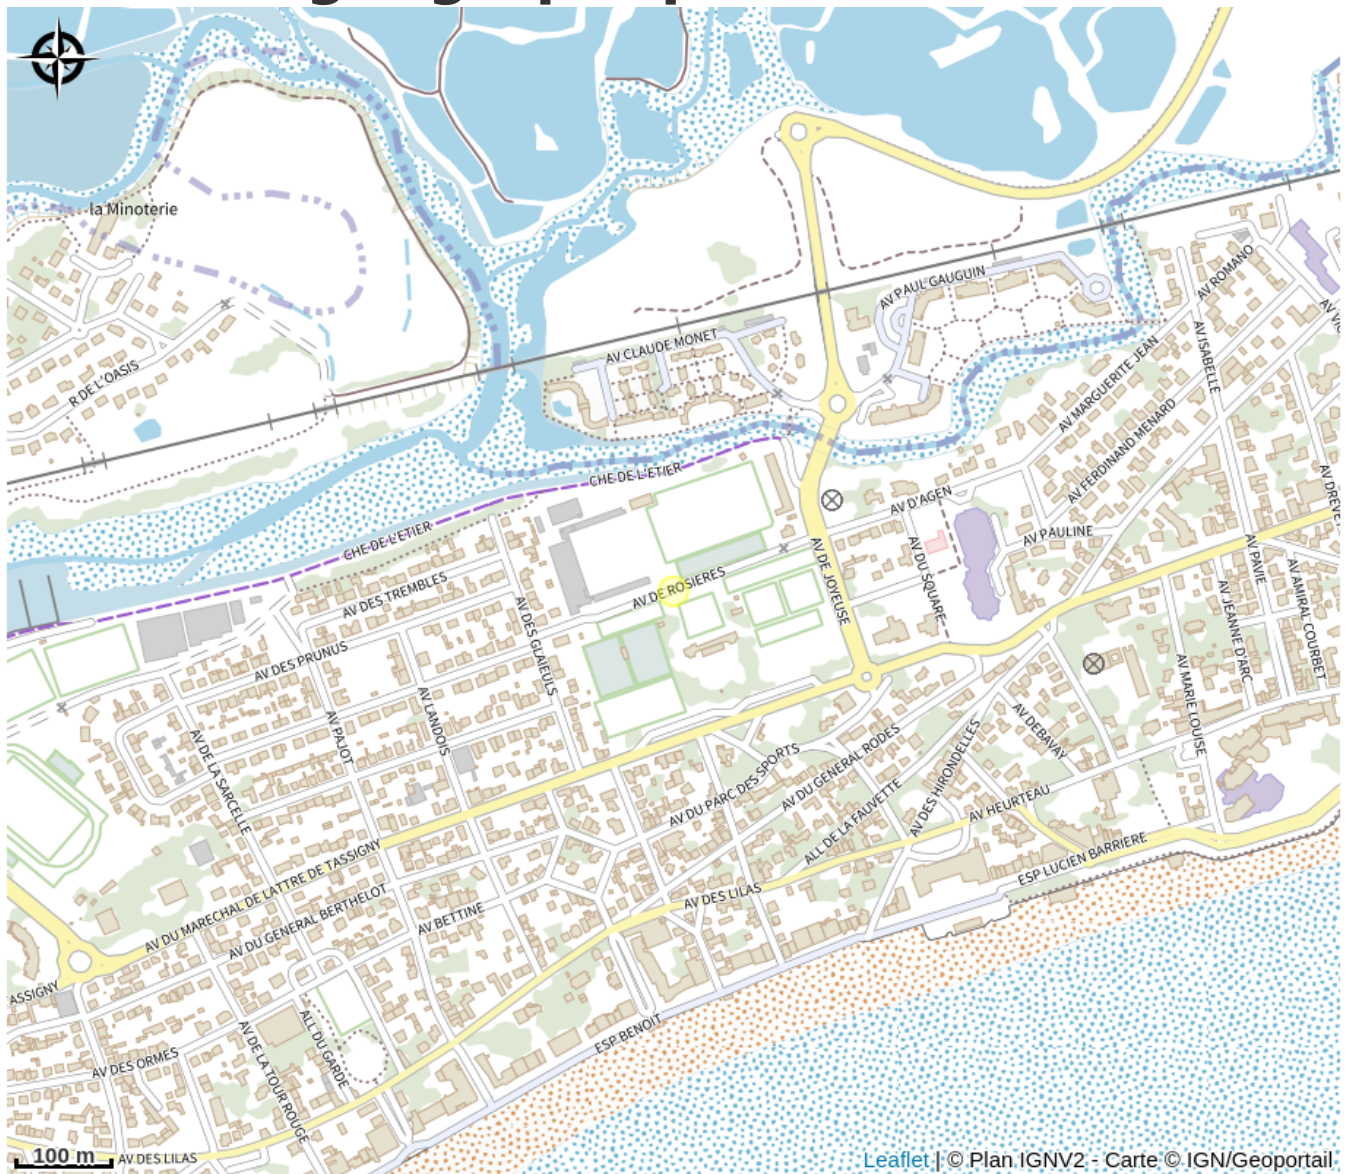 la Minoterie
R DE L'OASIS
AV PAUL GAUGUIN
AV CLAUDE MONET
AV ROMANO
AV ISABELLE
AV MARGUERITE JEAN
AV FERDINAND MENARD
CHE DE L'ETIER
CHE DE L'ETIER
AV D'AGEN
AV PAULINE
AV DREVE
AV DE JOYEUSE
AV DU SQUARE
AV PAVIE
AV AMIRAL COURBET
AV JEANNE D'ARC
AV DE ROSIERES
AV DES TREMBLES
AV DES GLAIEULS
AV DES PRUNUS
AV LANDOIS
AV PAJOT
AV DE LA SARCELLE
AV MARIE LOUISE
AV DEBAVAY
AV DU PARC DES SPORTS
AV DU GENERAL RODES
AV DES HIRONDELLES
ALL DE LA FAUVETTE
AV HEURTEAU
ESP LUCIEN BARRIERE
AV DU MARECHAL DE LATTRE DE TASSIGNY
AV DU GENERAL BERTHELOT
AV BETTINE
AV DES LILAS
ASSIGNY
ESP BENOIT
ALL DU GARDE
AV DE LA TOUR ROUGE
AV DES ORMES
AV DES LILAS
100 m
Leaflet | © Plan IGNV2 - Carte © IGN/Geoportail